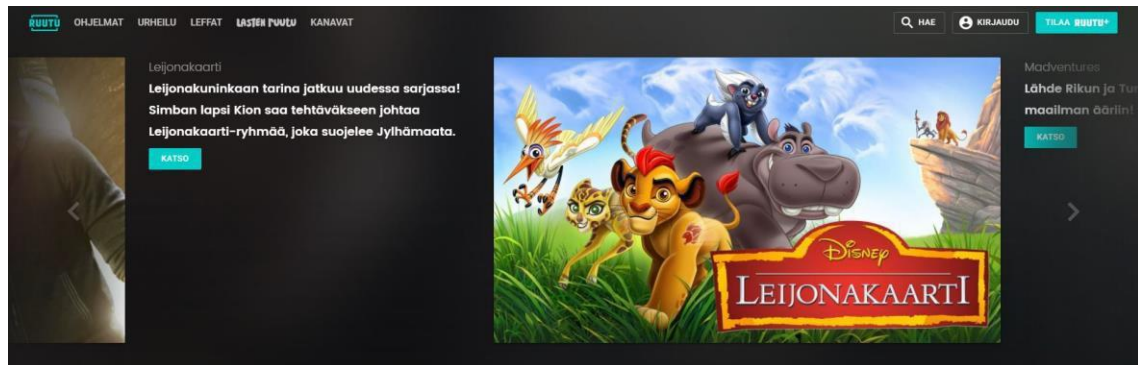 RUUTU OHJELMAT URHEILU LEFFAT LASTEN RUUTU KANAVAT HAE KIRJAUDU TILAA RUUTU+
Leijonakaarti
Leijonakuninkaan tarina jatkuu uudessa sarjassa!
Simban lapsi Kion saa tehtäväkseen johtaa
Leijonakaarti-ryhmää, joka suojelee Jylhämaata.
KATSO
Disney
LEIJONAKAARTI
Madventures
Lähde Rikun ja
maailman ääriin!
KATSO